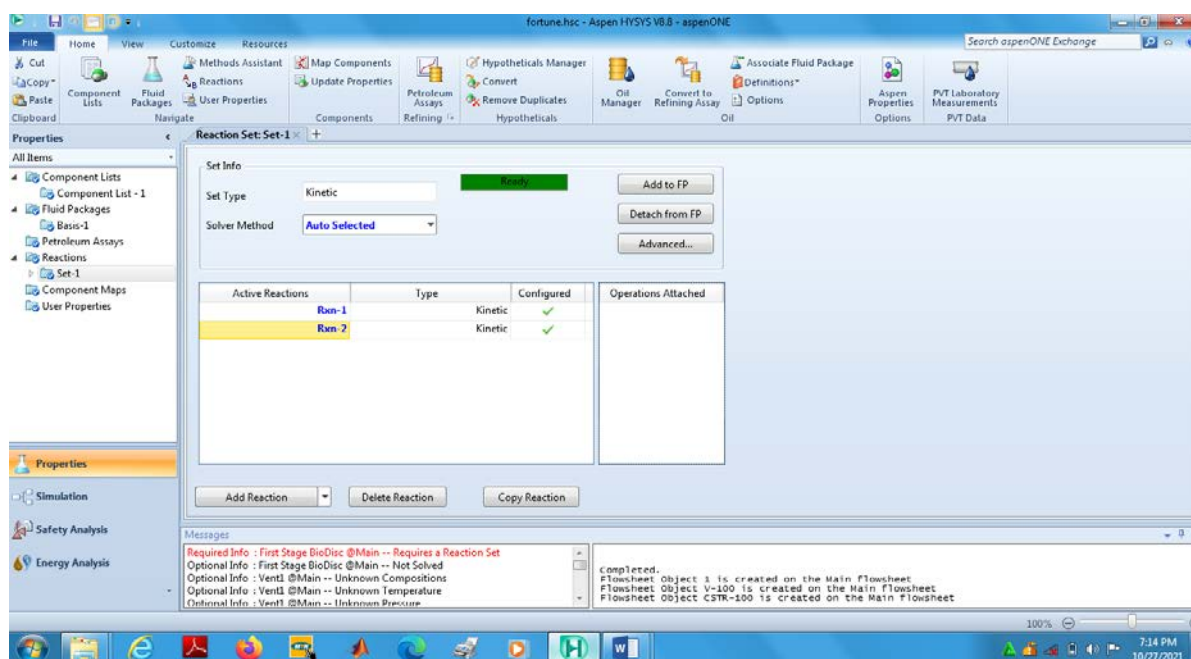 fortune.hsc - Aspen HYSYS V8.8 - aspenONE
File Home View Customize Resources Search aspenONE Exchange
Cut
Copy
Paste
Clipboard
Component Lists
Fluid Packages
Methods Assistant
Reactions
User Properties
Navigate
Map Components
Update Properties
Components
Petroleum Assays
Refining
Hypotheticals Manager
Convert
Remove Duplicates
Hypotheticals
Oil Manager
Convert to Refining Assay
Associate Fluid Package
Definitions
Options
Oil
Aspen Properties
Options
PVT Laboratory Measurements
PVT Data
Properties
All Items
Component Lists
Component List - 1
Fluid Packages
Basis-1
Petroleum Assays
Reactions
Set-1
Component Maps
User Properties
Properties
Simulation
Safety Analysis
Energy Analysis
Reaction Set: Set-1
Set Info
Set Type Kinetic
Solver Method Auto Selected
Ready
Add to FP
Detach from FP
Advanced...
Active Reactions Type Configured
Rxn-1 Kinetic
Rxn-2 Kinetic
Operations Attached
Add Reaction Delete Reaction Copy Reaction
Messages
Required Info : First Stage BioDisc @Main -- Requires a Reaction Set
Optional Info : First Stage BioDisc @Main -- Not Solved
Optional Info : Vent1 @Main -- Unknown Compositions
Optional Info : Vent1 @Main -- Unknown Temperature
Optional Info : Vent1 @Main -- Unknown Pressure
Completed.
Flowsheet Object 1 is created on the Main flowsheet
Flowsheet Object V-100 is created on the Main flowsheet
Flowsheet Object CSTR-100 is created on the Main flowsheet
100%
7:14 PM
10/27/2021